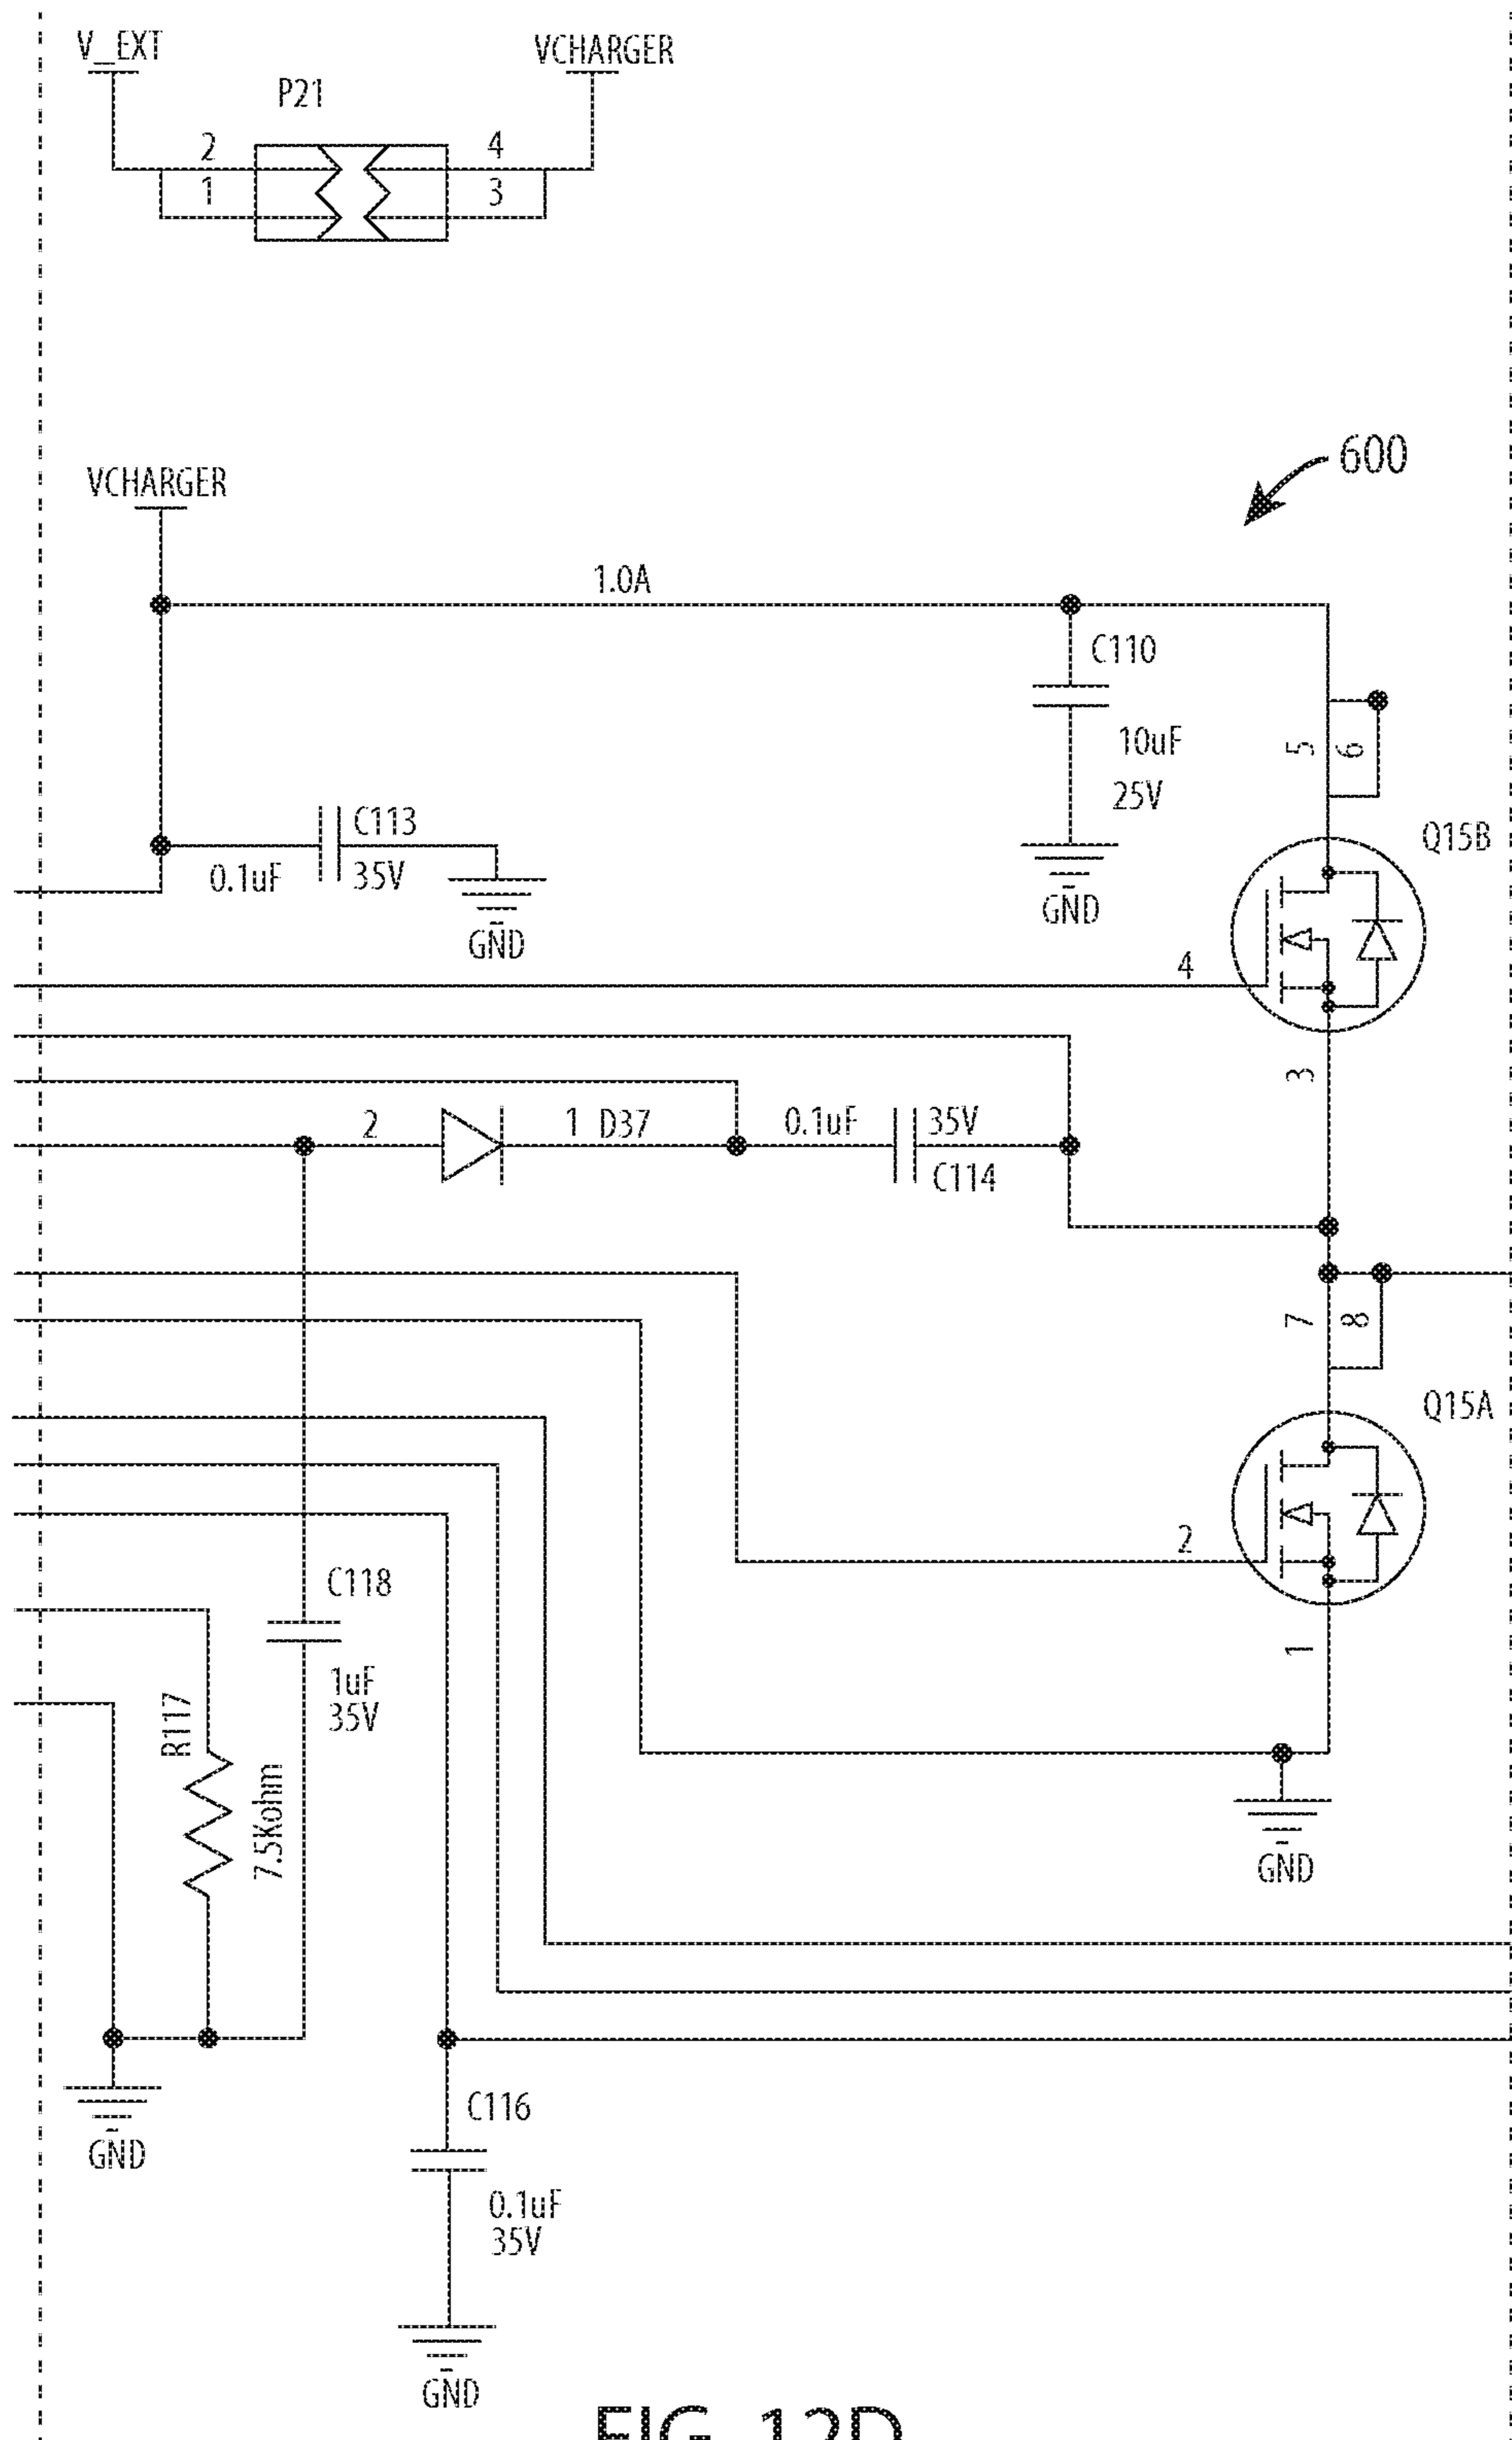 V_EXT
VCHARGER
P21
2
4
1
3
600
VCHARGER
1.0A
C110
10uF
25V
5
6
C113
0.1uF
35V
Q15B
GND
GND
4
3
2
1 D37
0.1uF
35V
C114
7
8
Q15A
2
C118
1uF
35V
1
R117
7.5Kohm
GND
C116
GND
0.1uF
35V
GND
FIG. 12D